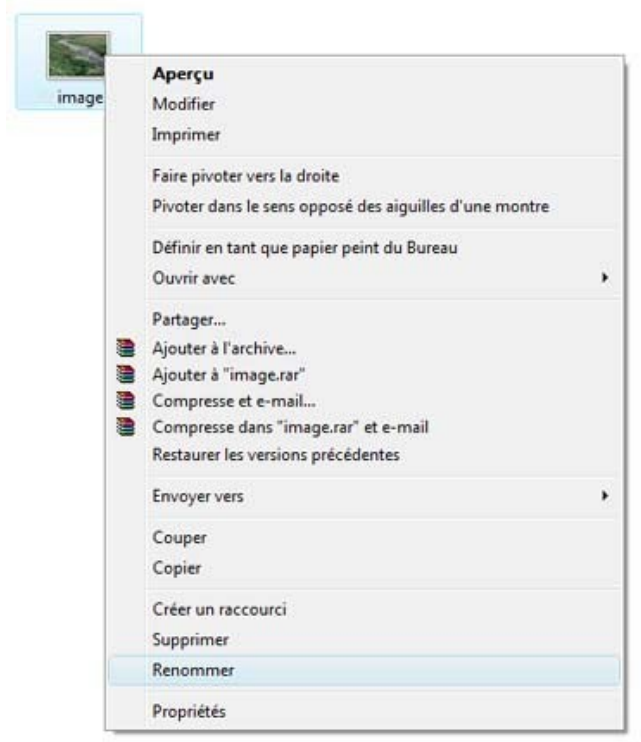 image
Aperçu
Modifier
Imprimer
Faire pivoter vers la droite
Pivoter dans le sens opposé des aiguilles d'une montre
Définir en tant que papier peint du Bureau
Ouvrir avec
Partager...
Ajouter à l'archive...
Ajouter à "image.rar"
Compresse et e-mail...
Compresse dans "image.rar" et e-mail
Restaurer les versions précédentes
Envoyer vers
Couper
Copier
Créer un raccourci
Supprimer
Renommer
Propriétés